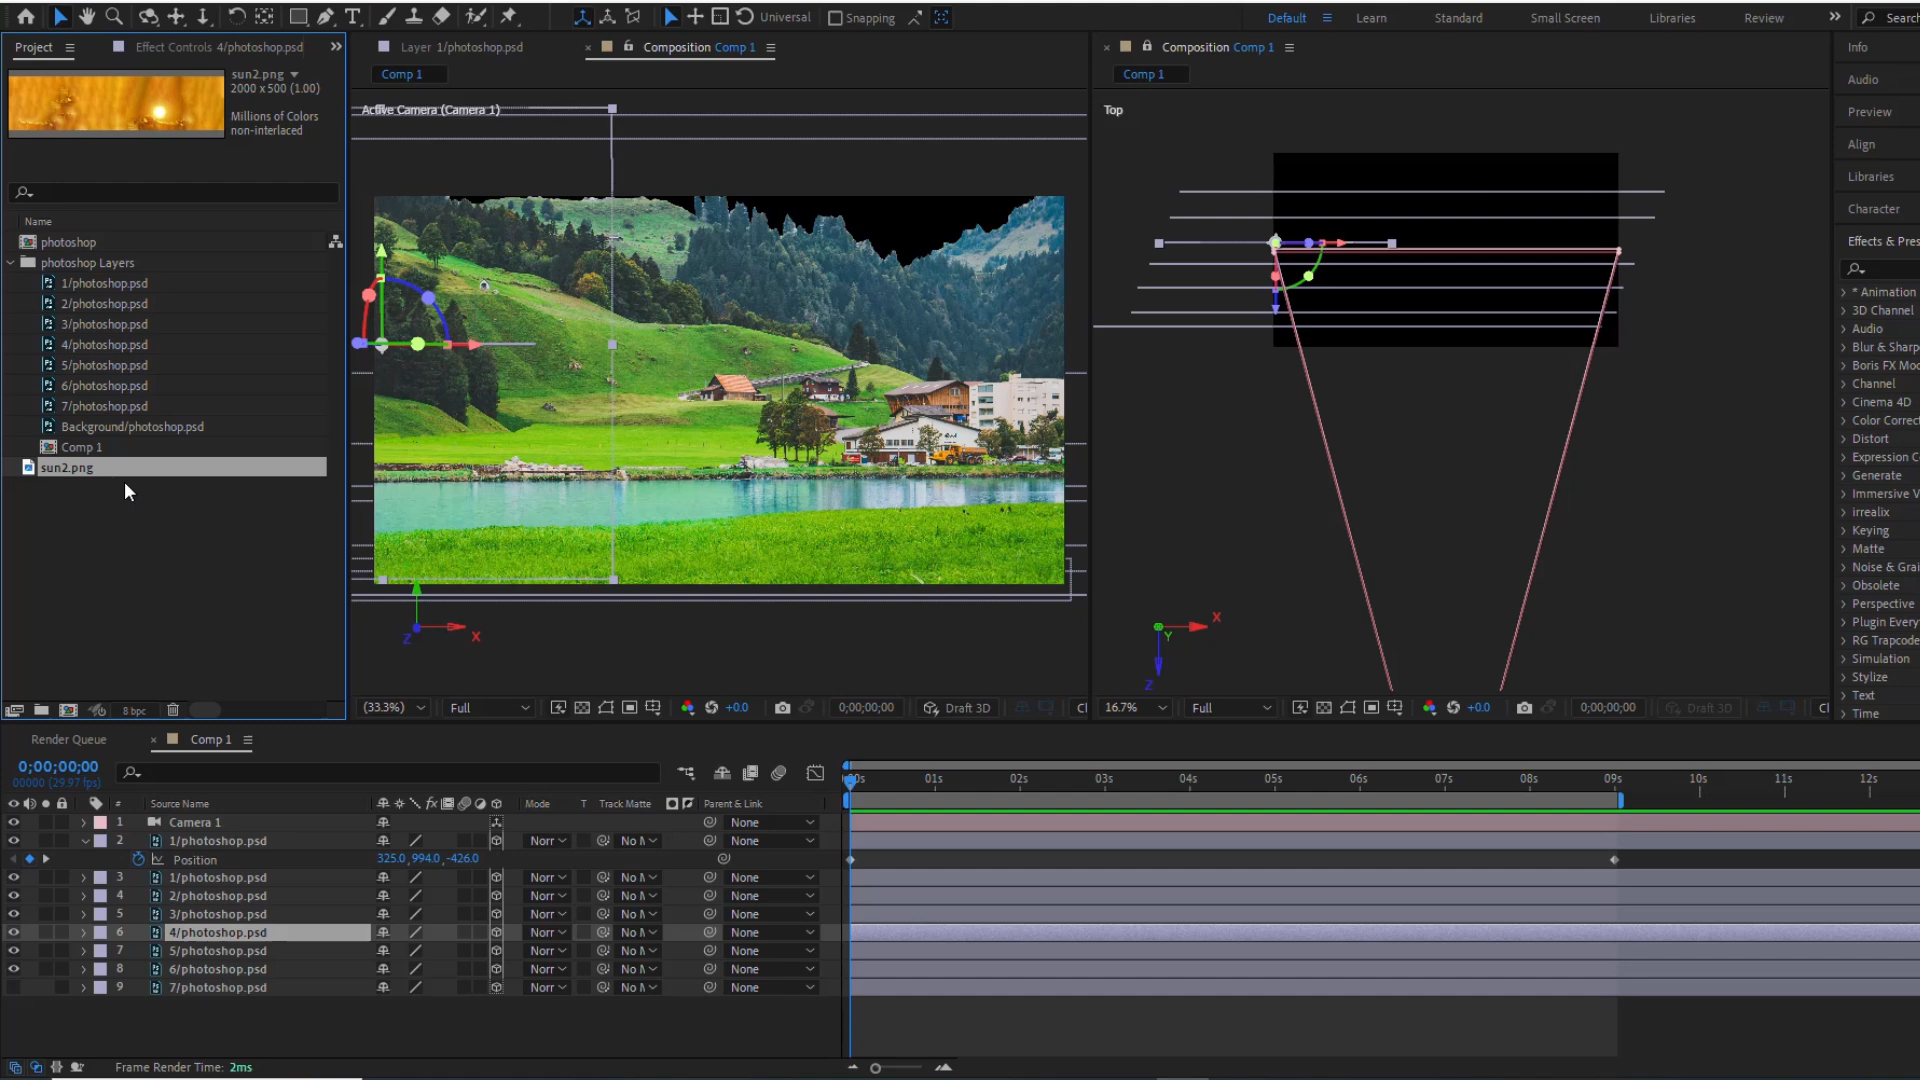 Universal
Snapping
Default
Learn
Standard
Small Screen
Libraries
Review
Search
Project
Effect Controls 4/photoshop.psd
Layer 1/photoshop.psd
Composition Comp 1
Composition Comp 1
Info
Comp 1
Comp 1
Audio
sun2.png
2000 x 500 (1.00)
Millions of Colors
non-interlaced
Active Camera (Camera 1)
Top
Preview
Align
Libraries
Character
Effects & Pres
Name
photoshop
photoshop Layers
1/photoshop.psd
2/photoshop.psd
3/photoshop.psd
4/photoshop.psd
5/photoshop.psd
6/photoshop.psd
7/photoshop.psd
Background/photoshop.psd
Comp 1
sun2.png
* Animation
3D Channel
Audio
Blur & Sharpe
Boris FX Mo
Channel
Cinema 4D
Color Correct
Distort
Expression Co
Generate
Immersive V
irrealix
Keying
Matte
Noise & Grai
Obsolete
Perspective
Plugin Every
RG Trapcode
Simulation
Stylize
Text
Time
Z
X
X
Y
Z
8 bpc
(33.3%)
Full
+0.0
0;00;00;00
Draft 3D
16.7%
Full
+0.0
0;00;00;00
Draft 3D
Render Queue
Comp 1
0;00;00;00
00000 (29.97 fps)
01s
02s
03s
04s
05s
06s
07s
08s
09s
10s
11s
12s
#
Source Name
fx
Mode
T
Track Matte
Parent & Link
1 Camera 1 None
2 1/photoshop.psd Norr None
Position 325.0,994.0,-426.0
3 1/photoshop.psd Norr None
4 2/photoshop.psd Norr None
5 3/photoshop.psd Norr None
6 4/photoshop.psd Norr None
7 5/photoshop.psd Norr None
8 6/photoshop.psd Norr None
9 7/photoshop.psd Norr None
Frame Render Time: 2ms